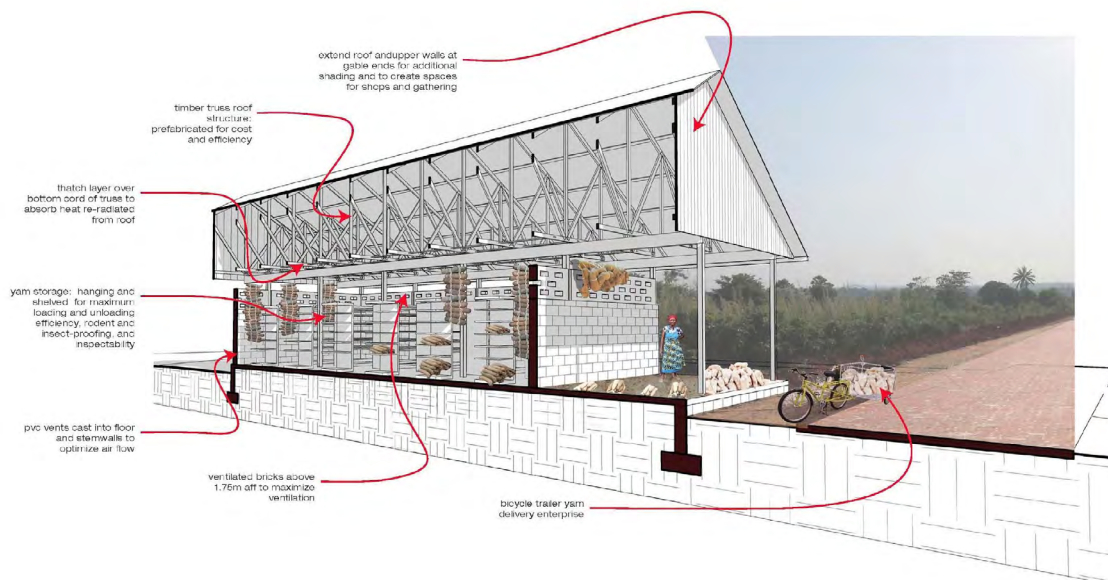 extend roof andupper walls at
gable ends for additional
shading and to create spaces
for shops and gathering
timber truss roof
structure:
prefabricated for cost
and efficiency
thatch layer over
bottom cord of truss to
absorb heat re-radiated
from roof
yam storage: hanging and
shelved for maximum
loading and unloading
efficiency, rodent and
insect-proofing, and
inspectability
pvc vents cast into floor
and stemwalls to
optimize air flow
ventilated bricks above
1.75m aff to maximize
ventilation
bicycle trailer yam
delivery enterprise